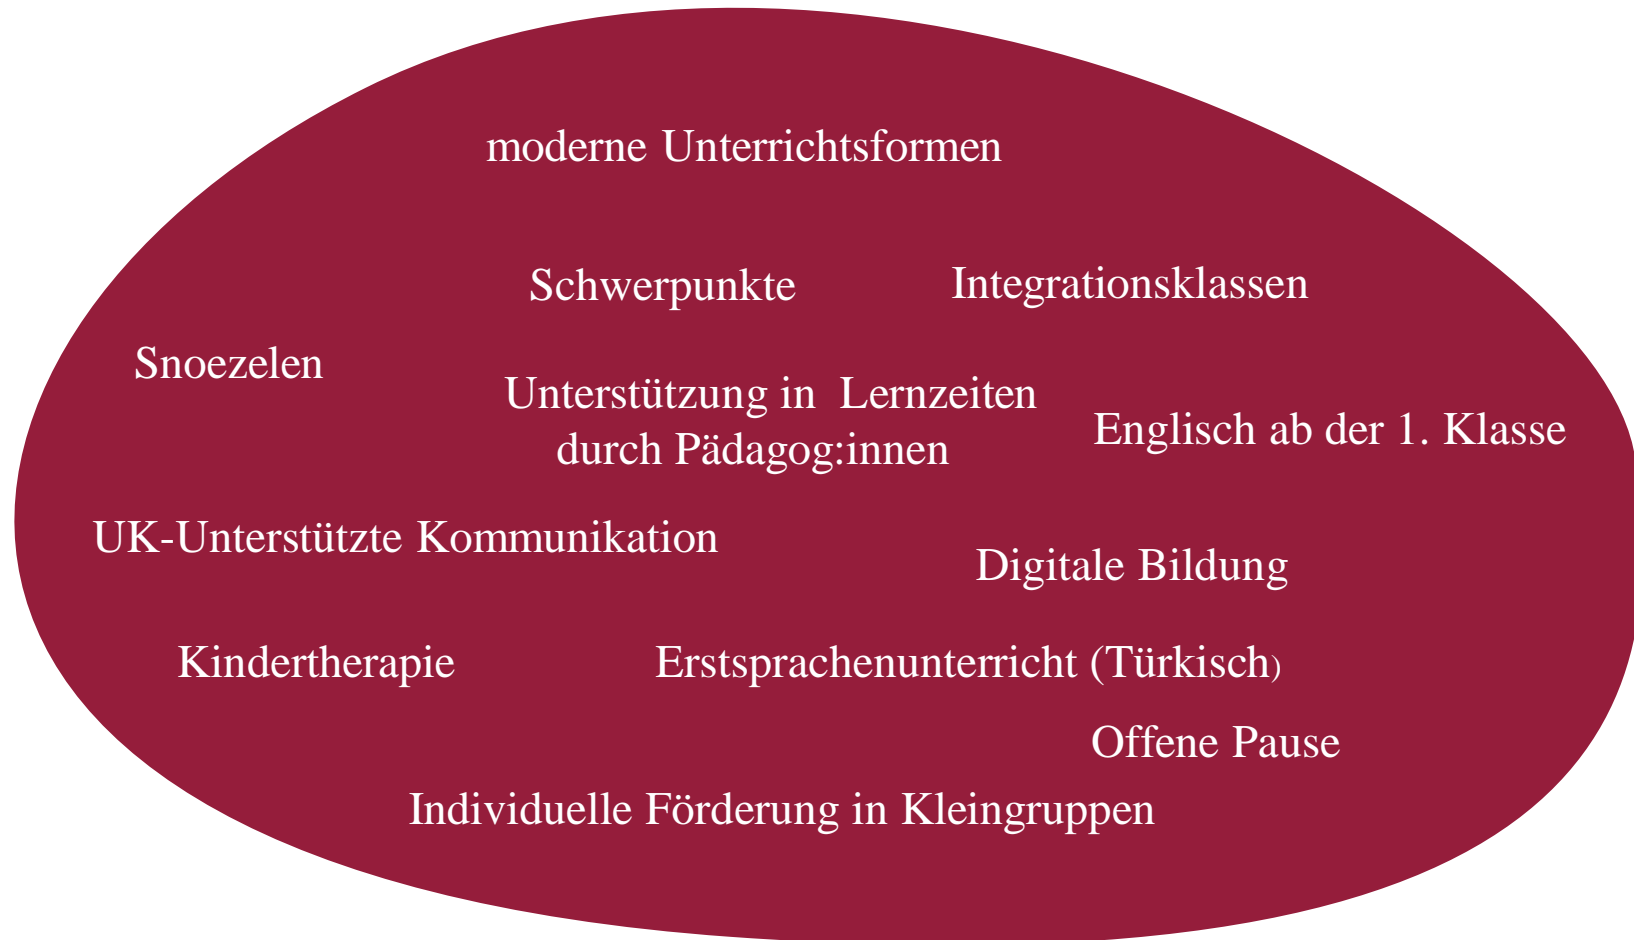 moderne Unterrichtsformen
Schwerpunkte
Integrationsklassen
Snoezelen
Unterstützung in Lernzeiten
durch Pädagog:innen
Englisch ab der 1. Klasse
UK-Unterstützte Kommunikation
Digitale Bildung
Kindertherapie
Erstsprachenunterricht (Türkisch)
Offene Pause
Individuelle Förderung in Kleingruppen